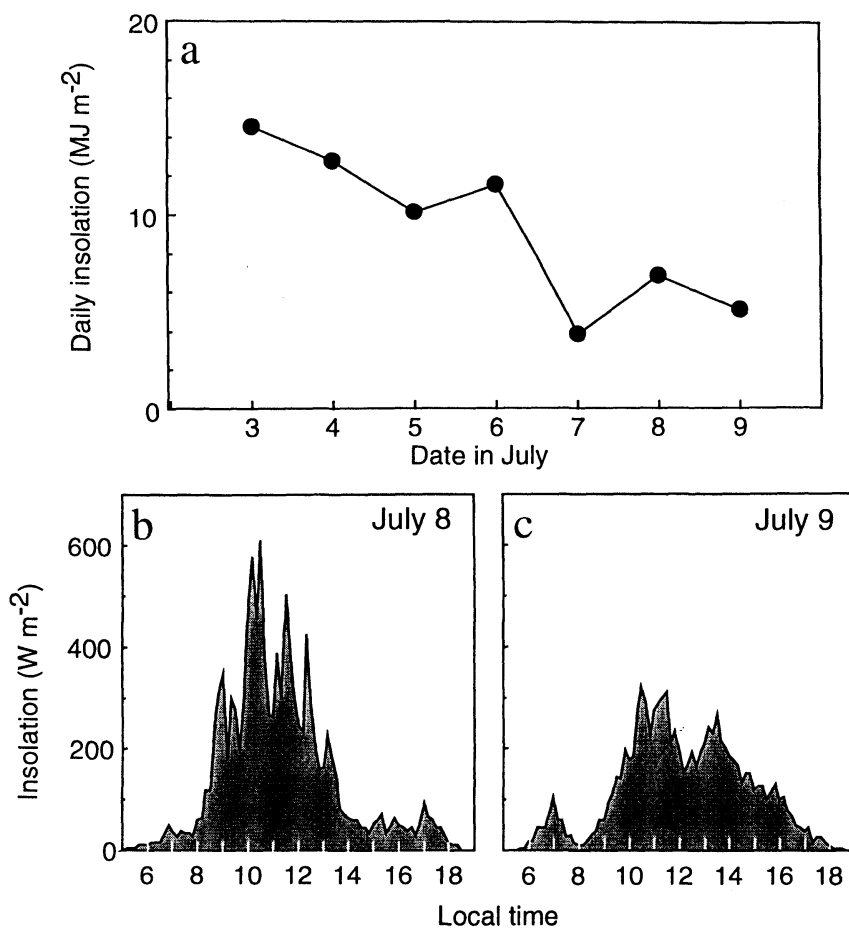 a
20
10
0
Daily insolation (MJ m-2)
3 4 5 6 7 8 9
Date in July
b
July 8
c
July 9
600
400
200
0
Insolation (W m-2)
6 8 10 12 14 16 18
6 8 10 12 14 16 18
Local time